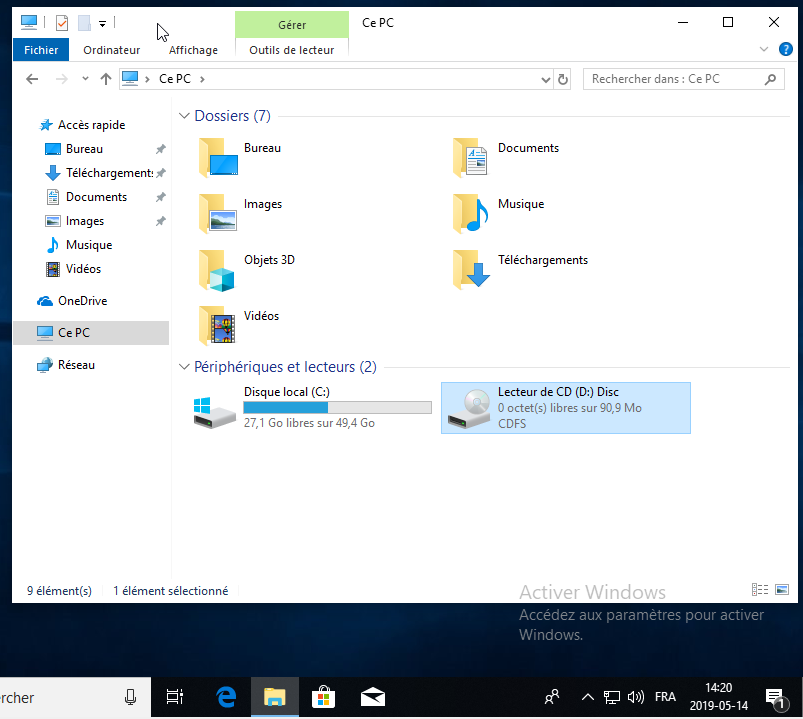 Gérer
Ce PC
Fichier
Ordinateur
Affichage
Outils de lecteur
?
Ce PC
Rechercher dans : Ce PC
Accès rapide
Bureau
Téléchargements
Documents
Images
Musique
Vidéos
OneDrive
Ce PC
Réseau
Dossiers (7)
Bureau
Documents
Images
Musique
Objets 3D
Téléchargements
Vidéos
Périphériques et lecteurs (2)
Disque local (C:)
27,1 Go libres sur 49,4 Go
Lecteur de CD (D:) Disc
0 octet(s) libres sur 90,9 Mo
CDFS
9 élément(s)
1 élément sélectionné
Activer Windows
Accédez aux paramètres pour activer
Windows.
rcher
FRA
14:20
2019-05-14
1